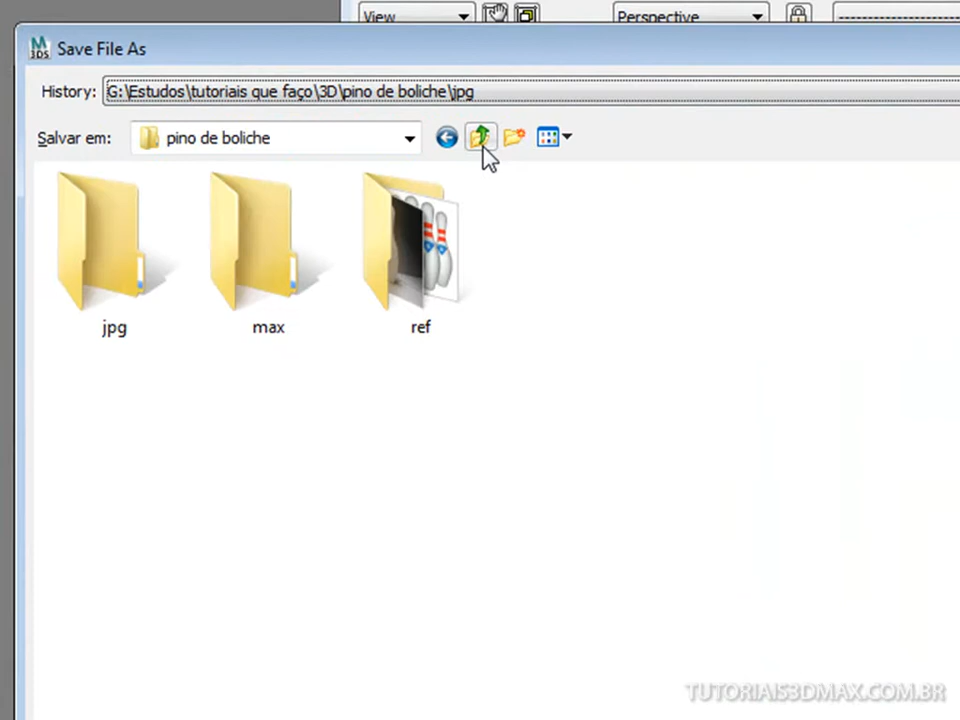 View
Perspective
M
3DS
Save File As
History: G:\Estudos\tutoriais que faço\3D\pino de boliche\jpg
Salvar em: pino de boliche
jpg
max
ref
TUTORIAIS3DMAX.COM.BR